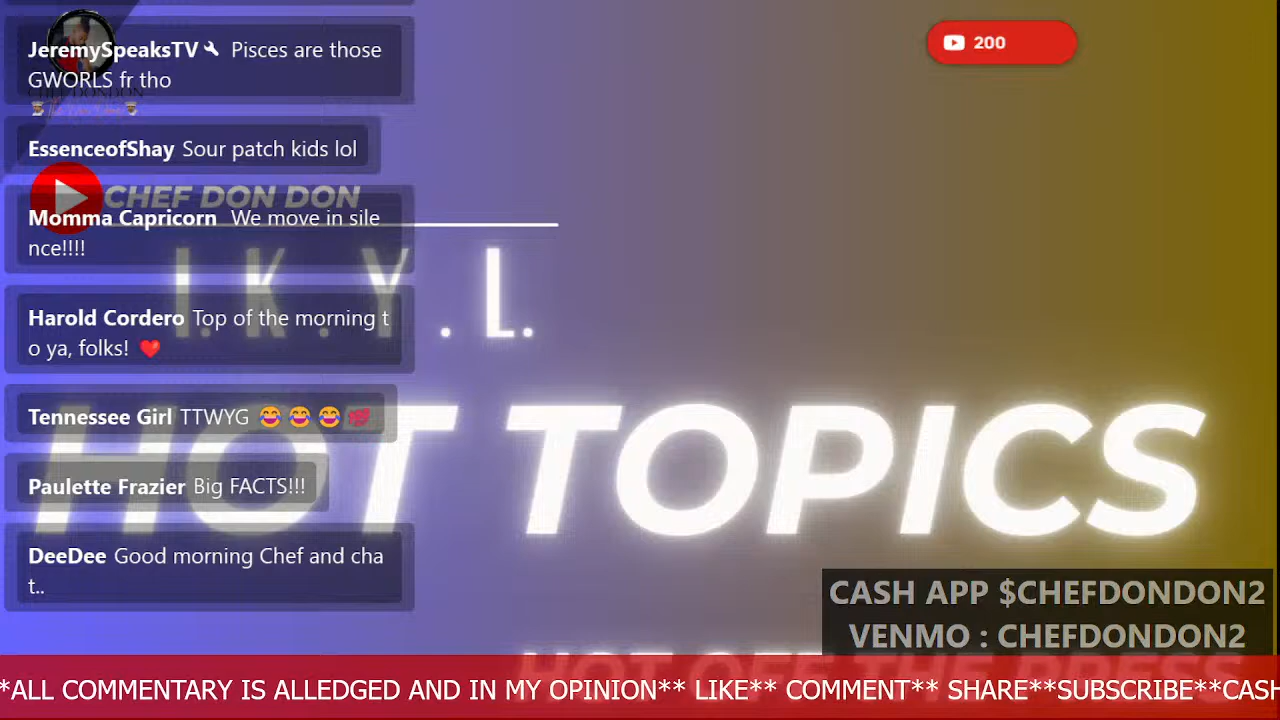 JeremySpeaksTV Pisces are those
GWORLS fr tho
200
CHEF DON DON
EssenceofShay Sour patch kids lol
CHEF DON DON
Momma Capricorn We move in sile
nce!!!!
I. K. Y. L.
Harold Cordero Top of the morning t
o ya, folks! ❤️
Tennessee Girl TTWYG 😂😂😂💯
HOT TOPICS
Paulette Frazier Big FACTS!!!
DeeDee Good morning Chef and cha
t..
CASH APP $CHEFDONDON2
VENMO : CHEFDONDON2
HOT OFF THE PRESS
*ALL COMMENTARY IS ALLEDGED AND IN MY OPINION** LIKE** COMMENT** SHARE**SUBSCRIBE**CASH